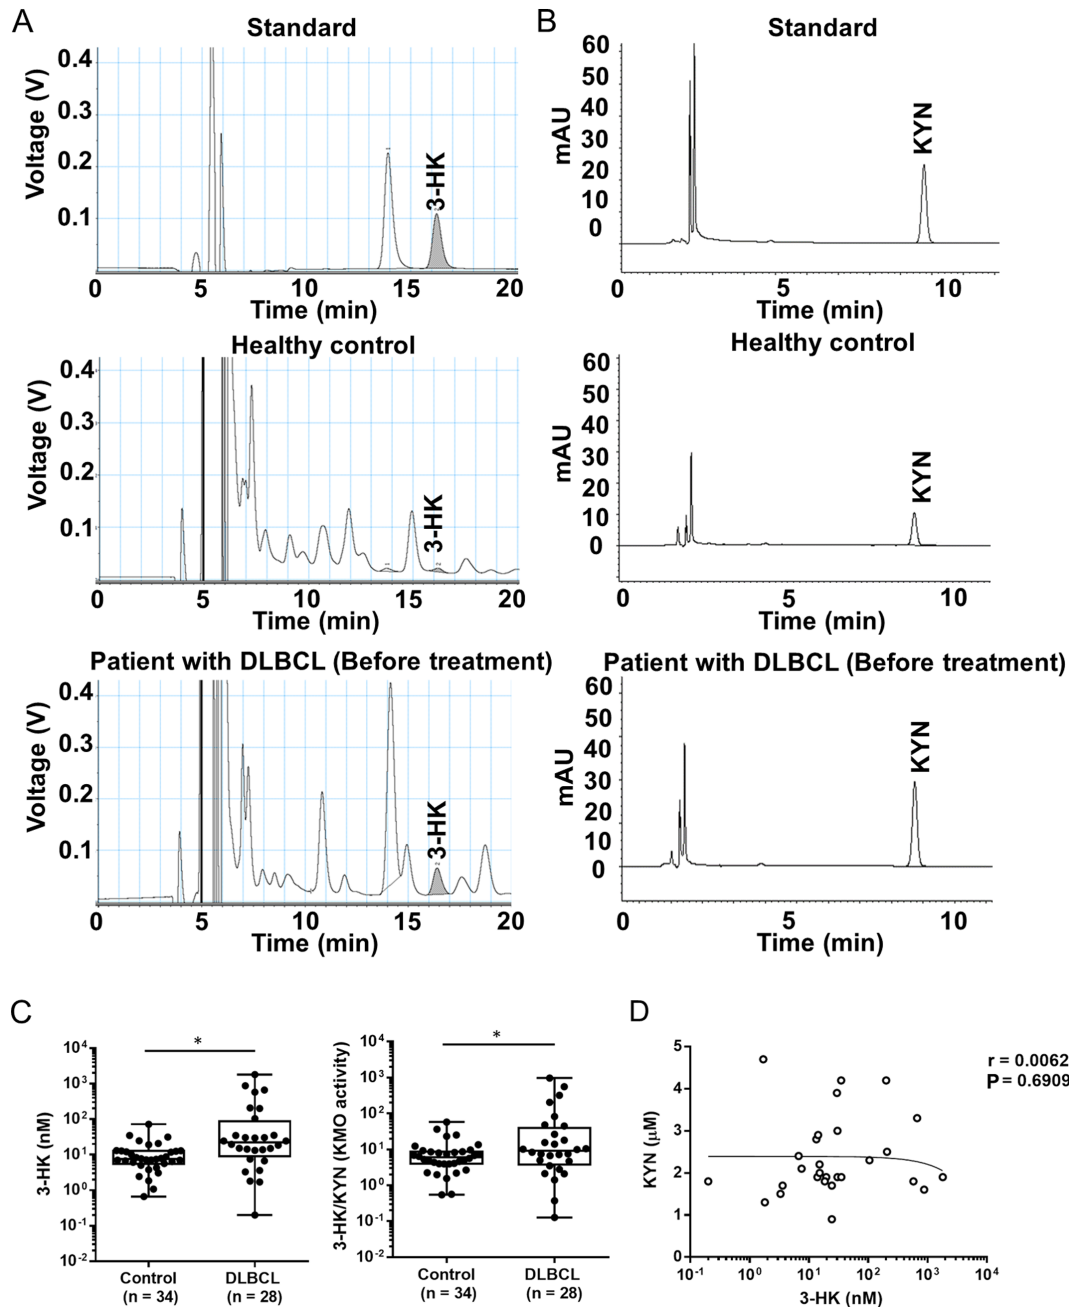 A
Standard
Voltage (V)
0.4
0.3
0.2
0.1
3-HK
0 5 10 15 20
Time (min)
Healthy control
Voltage (V)
0.4
0.3
0.2
0.1
3-HK
0 5 10 15 20
Time (min)
Patient with DLBCL (Before treatment)
Voltage (V)
0.4
0.3
0.2
0.1
3-HK
0 5 10 15 20
Time (min)
B
Standard
mAU
60
50
40
30
20
10
0
KYN
0 5 10
Time (min)
Healthy control
mAU
60
50
40
30
20
10
0
KYN
0 5 10
Time (min)
Patient with DLBCL (Before treatment)
mAU
60
50
40
30
20
10
0
KYN
0 5 10
Time (min)
C
3-HK (nM)
10⁴
10³
10²
10¹
10⁰
10⁻¹
10⁻²
*
Control DLBCL
(n = 34) (n = 28)
3-HK/KYN (KMO activity)
10⁴
10³
10²
10¹
10⁰
10⁻¹
10⁻²
*
Control DLBCL
(n = 34) (n = 28)
D
KYN (μM)
5
4
3
2
1
0
r = 0.0062
P = 0.6909
10⁻¹ 10⁰ 10¹ 10² 10³ 10⁴
3-HK (nM)